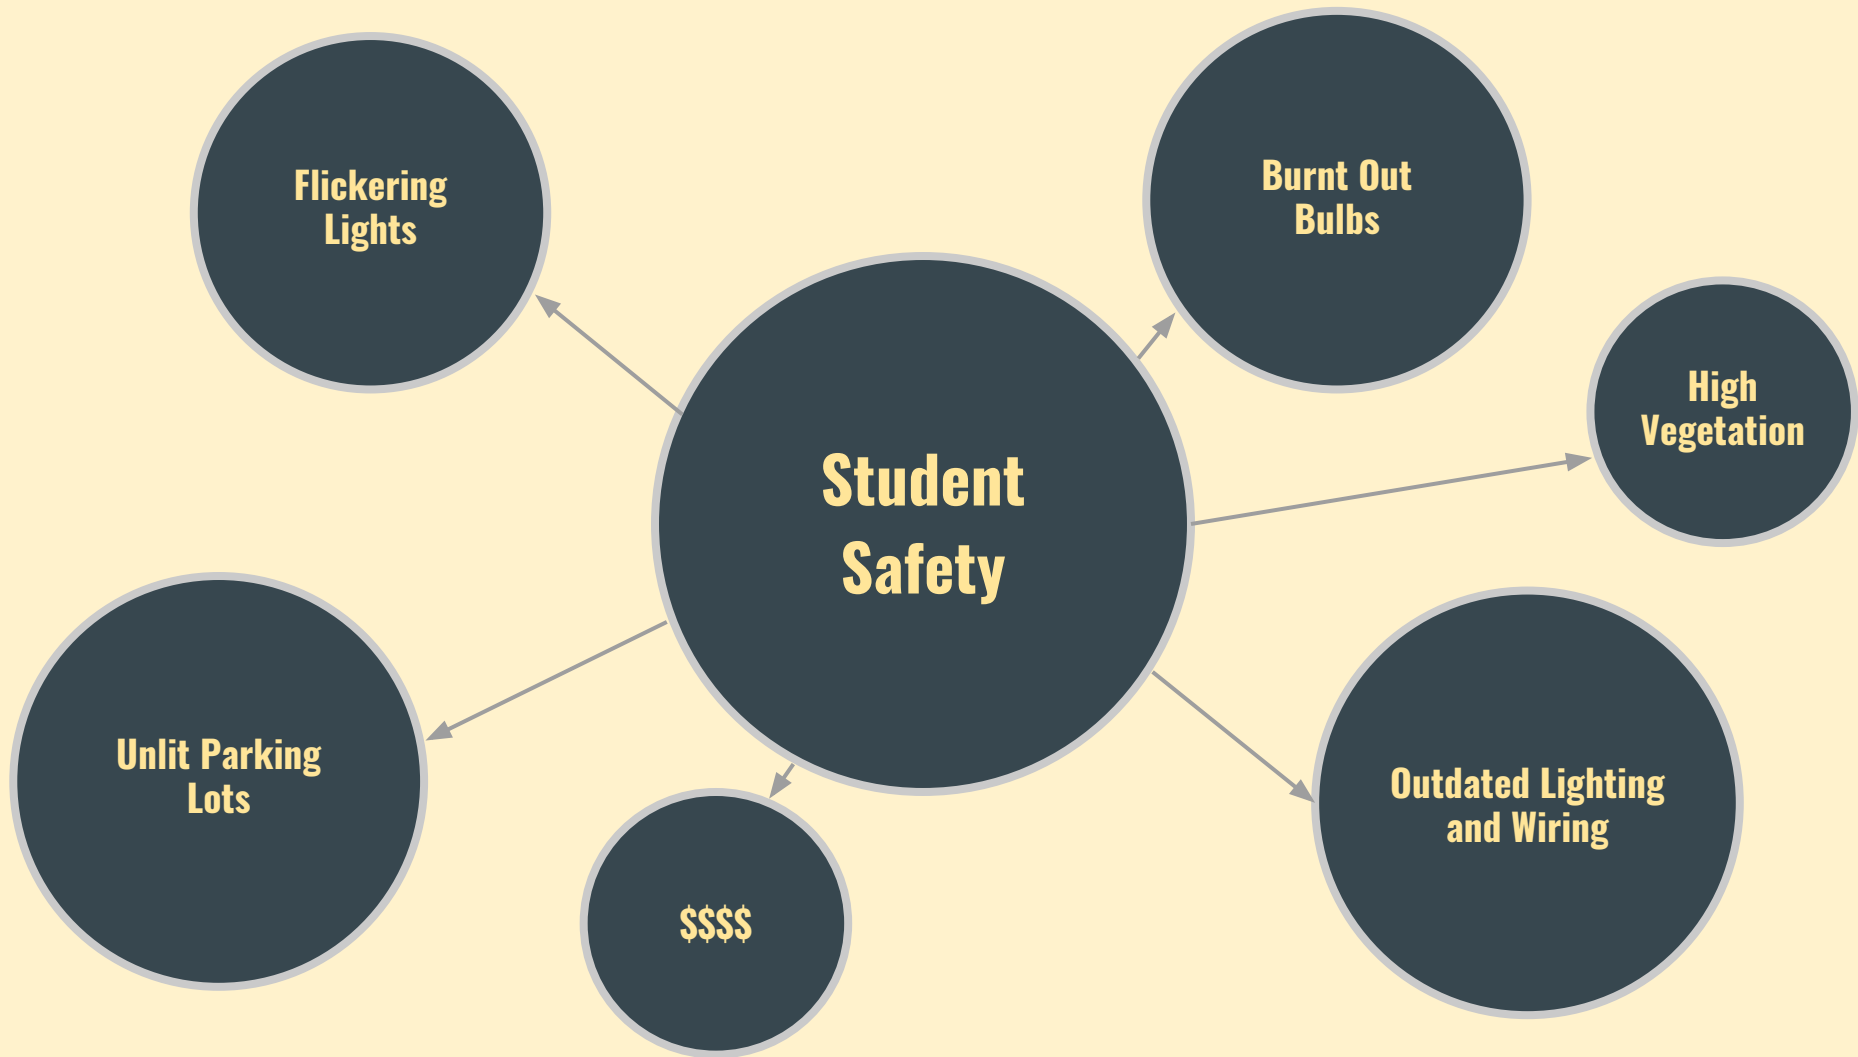 Flickering
Lights
Burnt Out
Bulbs
High
Vegetation
Student
Safety
Unlit Parking
Lots
Outdated Lighting
and Wiring
$$$$